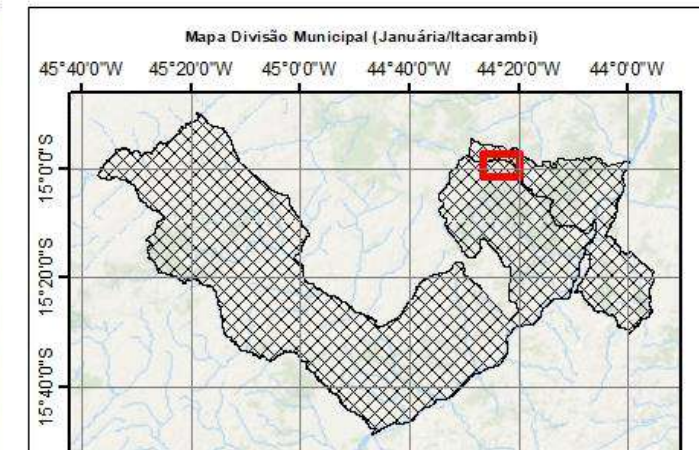 Mapa Divisão Municipal (Januária/Itacarambi)
45°40'0"W 45°20'0"W 45°0'0"W 44°40'0"W 44°20'0"W 44°0'0"W
15°0'0"S
15°20'0"S
15°40'0"S